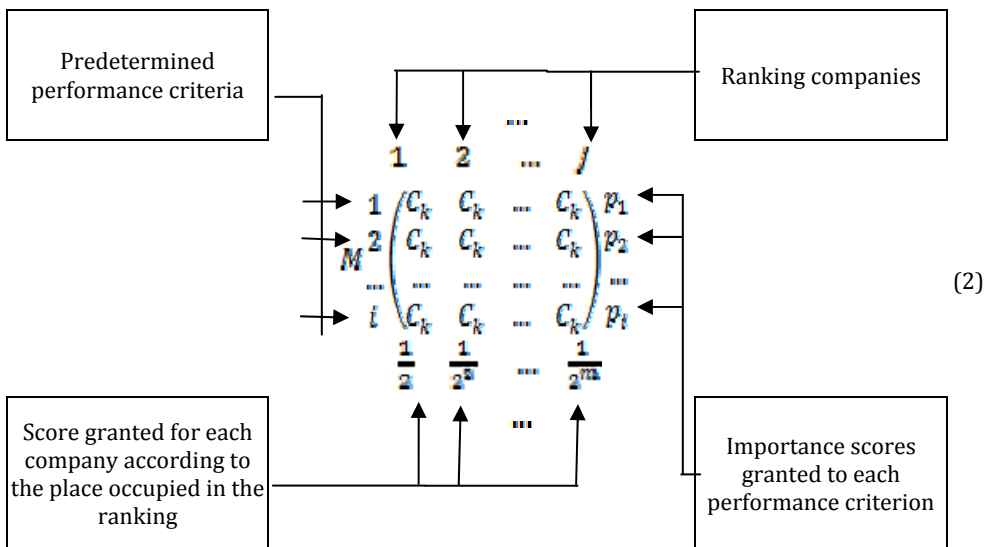 Predetermined
performance criteria
Ranking companies
...
1 2 ... j
1 C_k C_k ... C_k p_1
2 C_k C_k ... C_k p_2
M
... ... ... ... ... ...
i C_k C_k ... C_k p_i
1/2 1/2^2 ... 1/2^m
...
(2)
Score granted for each
company according to
the place occupied in the
ranking
Importance scores
granted to each
performance criterion